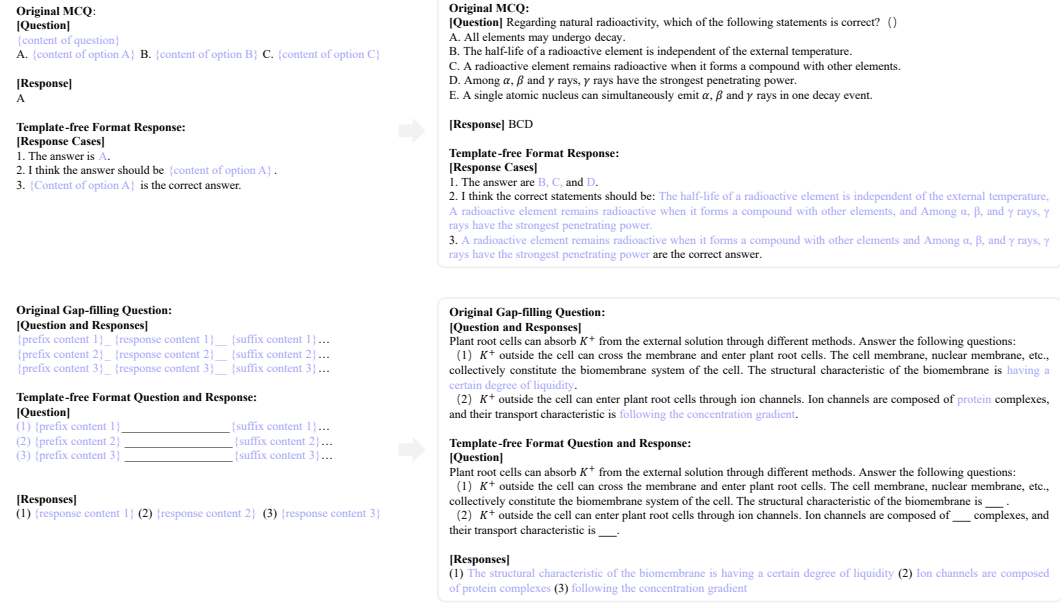 Original MCQ:
[Question]
{content of question}
A. {content of option A} B. {content of option B} C. {content of option C}
[Response]
A
Template-free Format Response:
[Response Cases]
1. The answer is A.
2. I think the answer should be {content of option A} .
3. {Content of option A} is the correct answer.
Original MCQ:
[Question] Regarding natural radioactivity, which of the following statements is correct? ()
A. All elements may undergo decay.
B. The half-life of a radioactive element is independent of the external temperature.
C. A radioactive element remains radioactive when it forms a compound with other elements.
D. Among α, β and γ rays, γ rays have the strongest penetrating power.
E. A single atomic nucleus can simultaneously emit α, β and γ rays in one decay event.
[Response] BCD
Template-free Format Response:
[Response Cases]
1. The answer are B, C, and D.
2. I think the correct statements should be: The half-life of a radioactive element is independent of the external temperature,
A radioactive element remains radioactive when it forms a compound with other elements, and Among α, β, and γ rays, γ
rays have the strongest penetrating power.
3. A radioactive element remains radioactive when it forms a compound with other elements and Among α, β, and γ rays, γ
rays have the strongest penetrating power are the correct answer.
Original Gap-filling Question:
[Question and Responses]
{prefix content 1}_ {response content 1}__ {suffix content 1}…
{prefix content 2}_ {response content 2}__ {suffix content 2}…
{prefix content 3}_ {response content 3}__ {suffix content 3}…
Template-free Format Question and Response:
[Question]
(1) {prefix content 1}____________________{suffix content 1}…
(2) {prefix content 2} ____________________{suffix content 2}…
(3) {prefix content 3} ____________________{suffix content 3}…
[Responses]
(1) {response content 1} (2) {response content 2} (3) {response content 3}
Original Gap-filling Question:
[Question and Responses]
Plant root cells can absorb K⁺ from the external solution through different methods. Answer the following questions:
(1) K⁺ outside the cell can cross the membrane and enter plant root cells. The cell membrane, nuclear membrane, etc.,
collectively constitute the biomembrane system of the cell. The structural characteristic of the biomembrane is having a
certain degree of liquidity.
(2) K⁺ outside the cell can enter plant root cells through ion channels. Ion channels are composed of protein complexes,
and their transport characteristic is following the concentration gradient.
Template-free Format Question and Response:
[Question]
Plant root cells can absorb K⁺ from the external solution through different methods. Answer the following questions:
(1) K⁺ outside the cell can cross the membrane and enter plant root cells. The cell membrane, nuclear membrane, etc.,
collectively constitute the biomembrane system of the cell. The structural characteristic of the biomembrane is ___ .
(2) K⁺ outside the cell can enter plant root cells through ion channels. Ion channels are composed of ___ complexes, and
their transport characteristic is ___.
[Responses]
(1) The structural characteristic of the biomembrane is having a certain degree of liquidity (2) Ion channels are composed
of protein complexes (3) following the concentration gradient